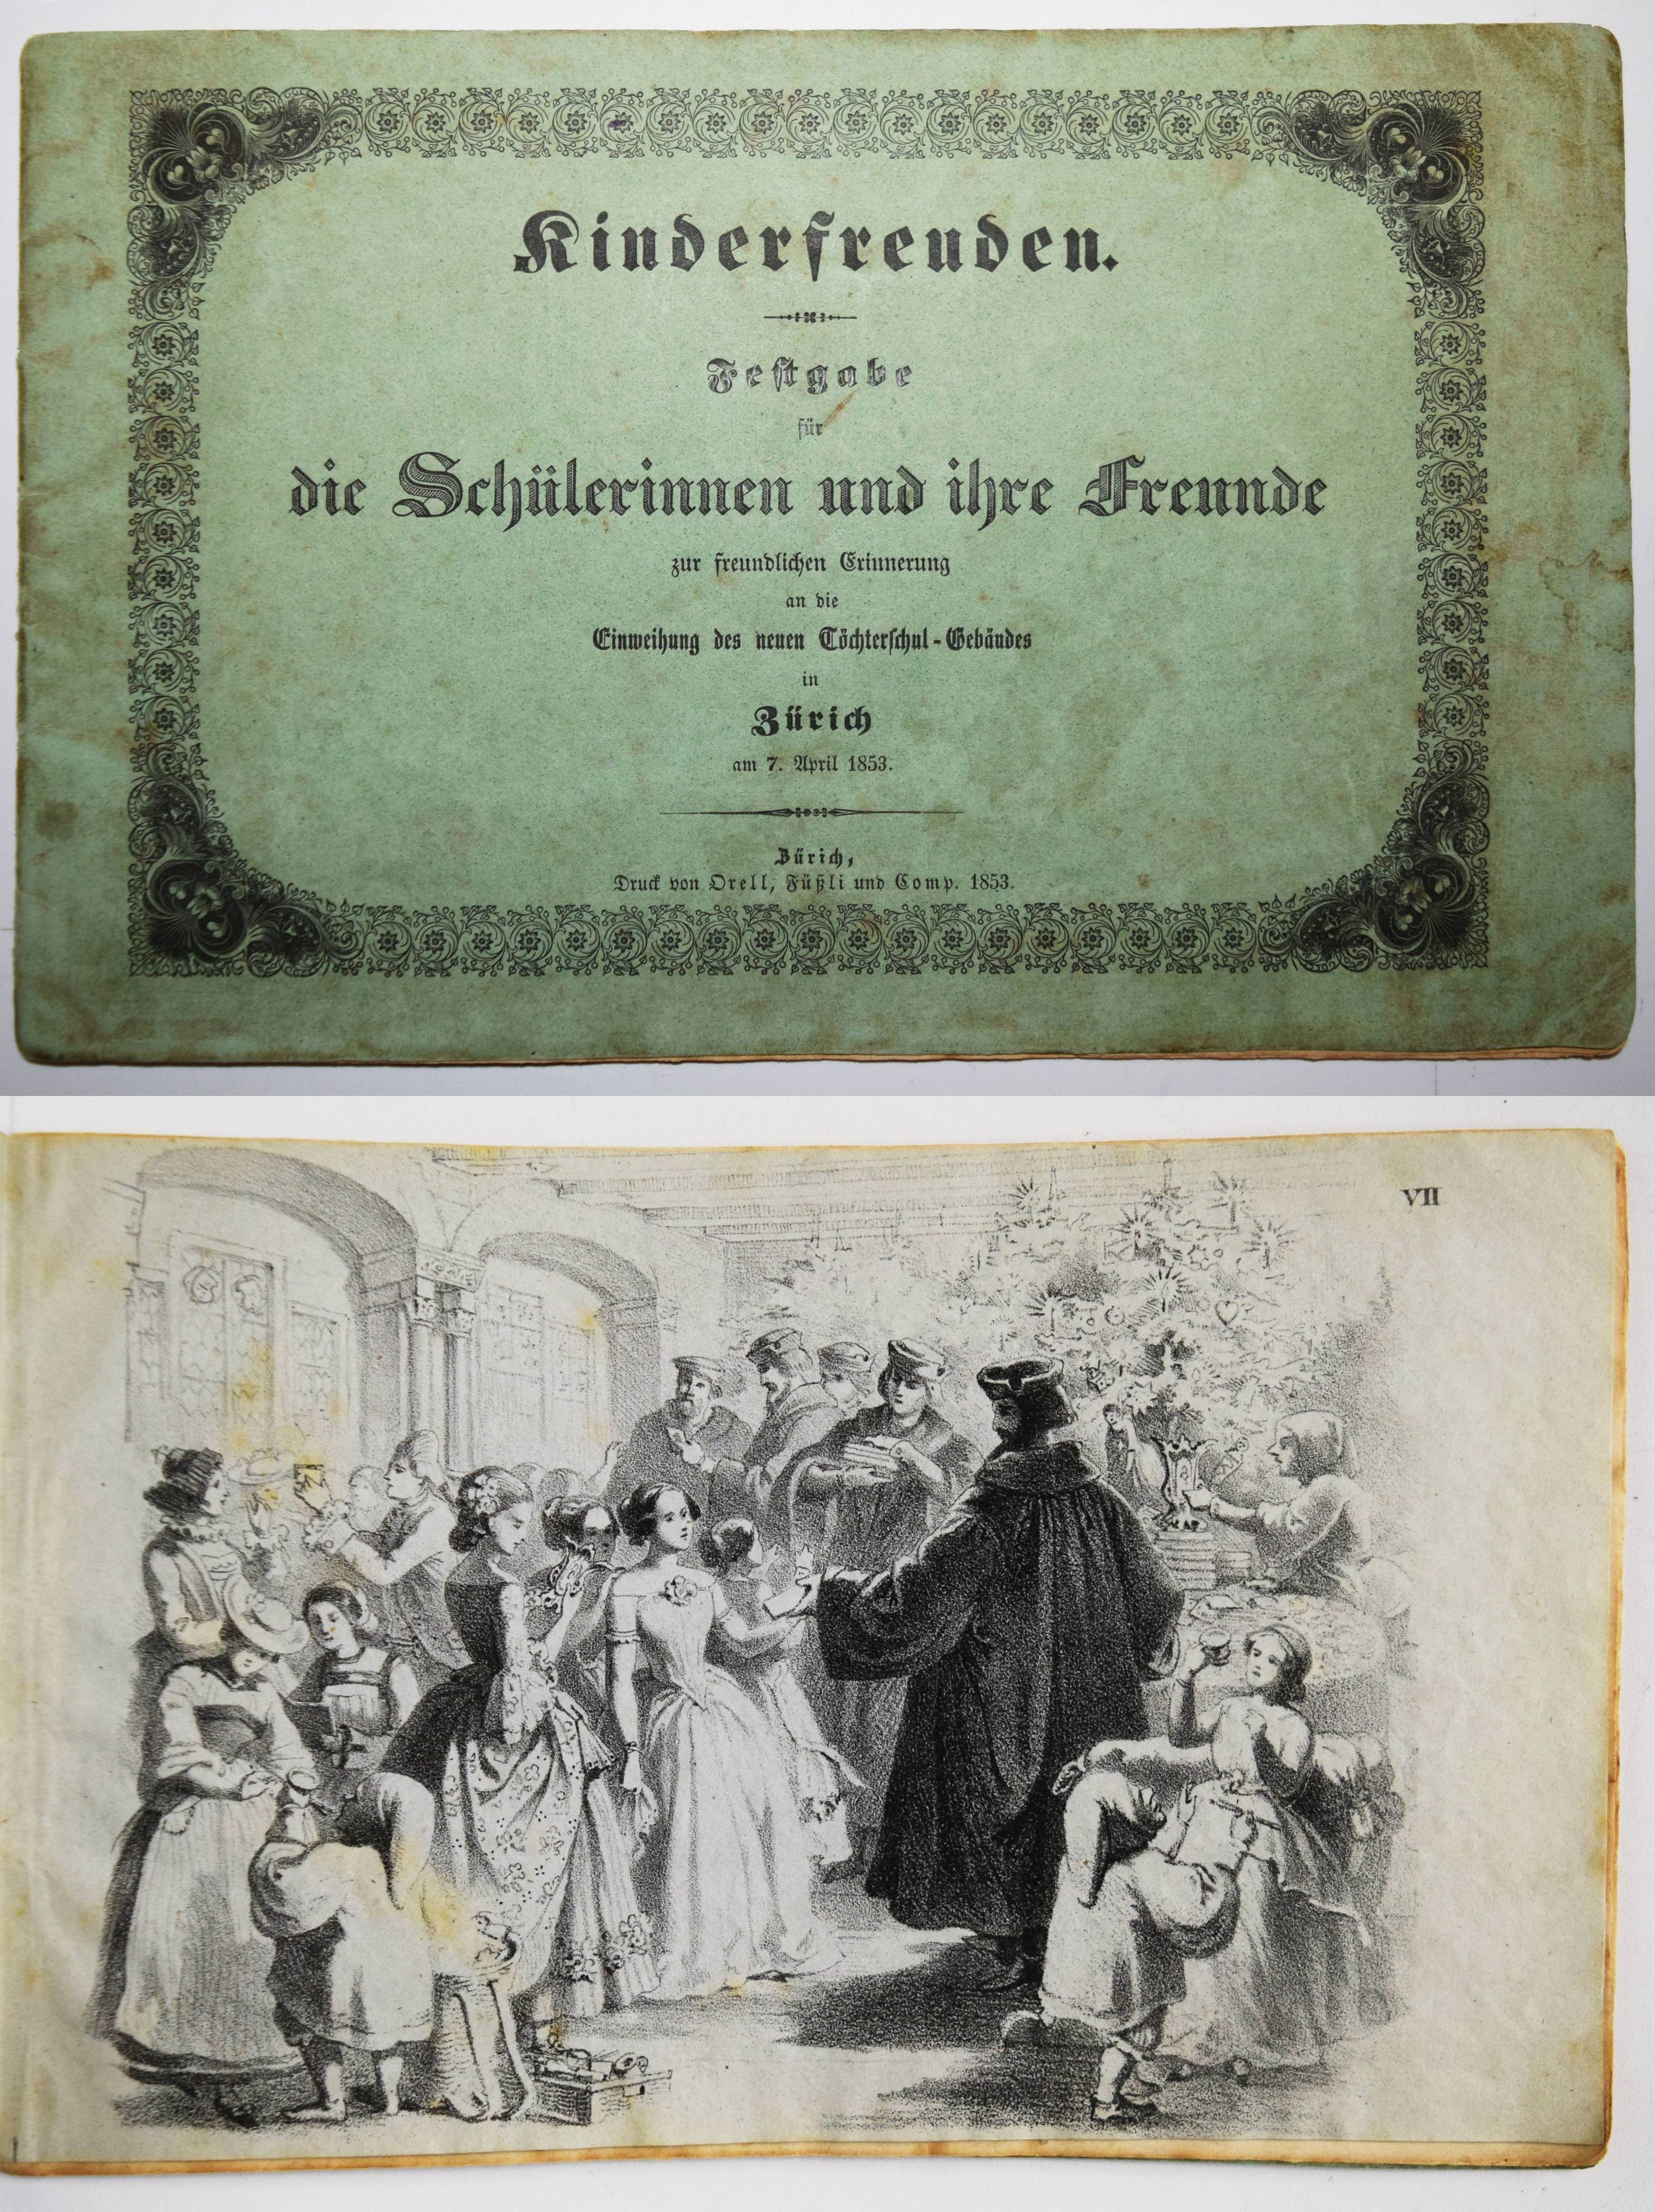 Kinderfreuden.
Festgabe
für
die Schülerinnen und ihre Freunde
zur freundlichen Erinnerung
an die
Einweihung des neuen Töchterschul-Gebäudes
in
Zürich
am 7. April 1853.
Zürich,
Druck von Orell, Füßli und Comp. 1853.
VII